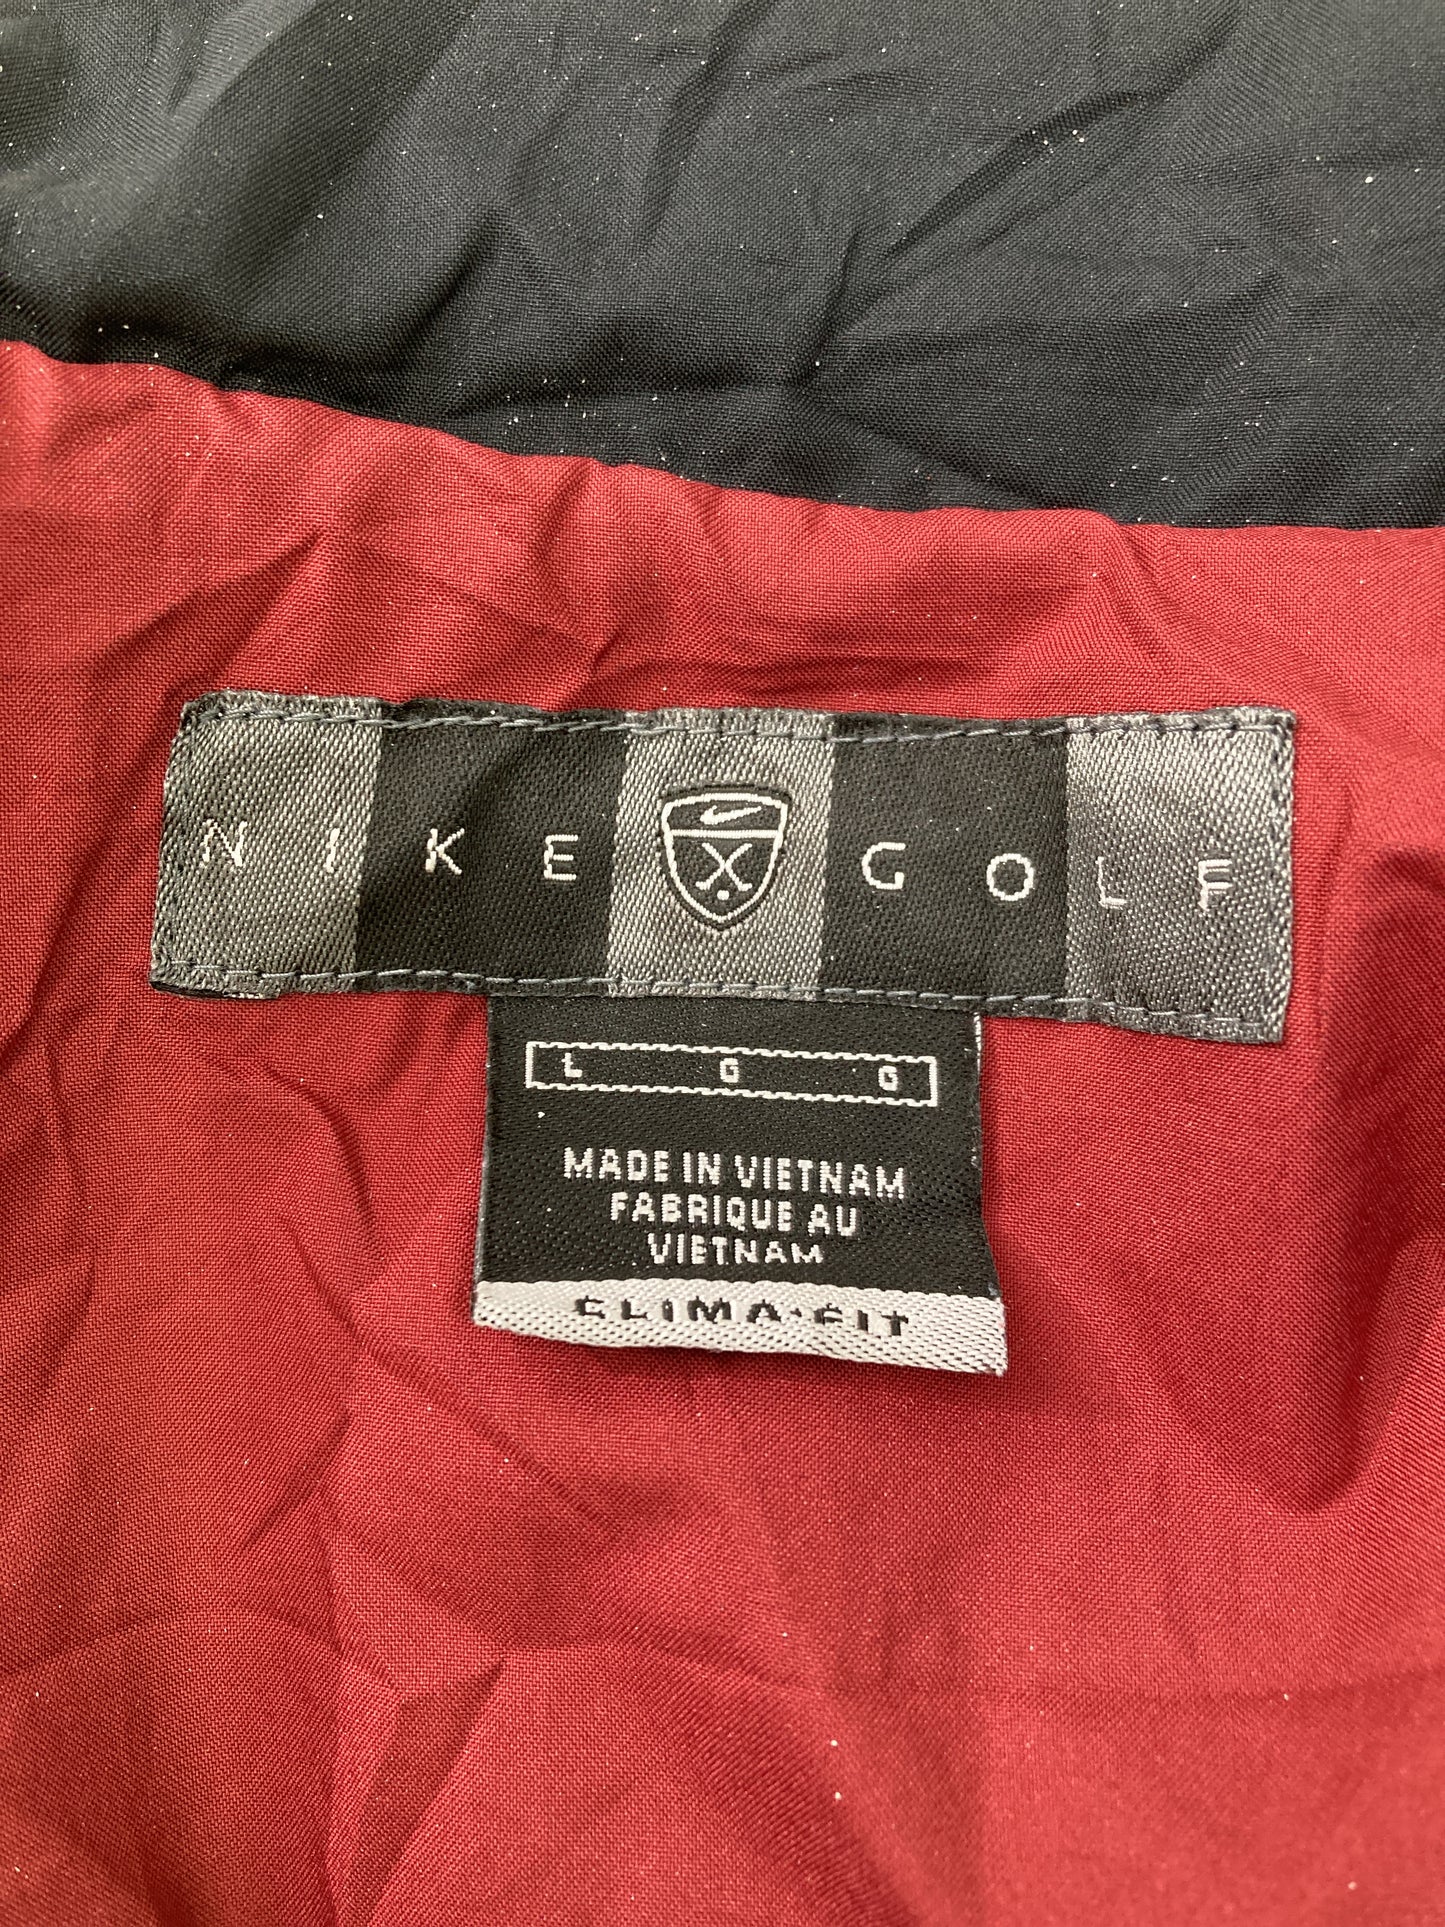 NIKE GOLF
L G G
MADE IN VIETNAM
FABRIQUE AU
VIETNAM
CLIMA·FIT